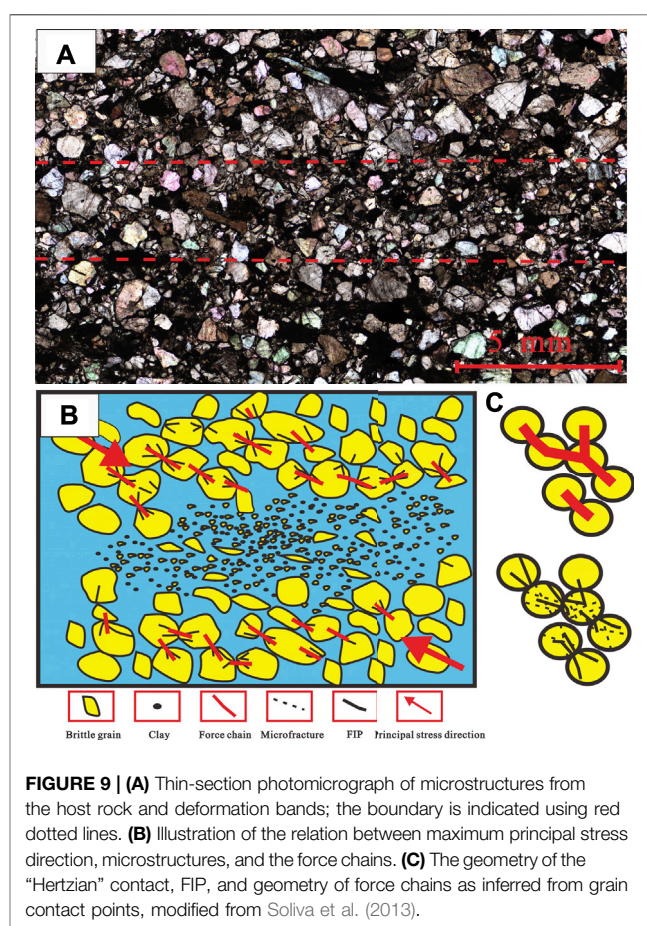 A
5 mm
B
C
Brittle grain Clay Force chain Microfracture FIP rincipal stress direction
FIGURE 9 | (A) Thin-section photomicrograph of microstructures from
the host rock and deformation bands; the boundary is indicated using red
dotted lines. (B) Illustration of the relation between maximum principal stress
direction, microstructures, and the force chains. (C) The geometry of the
“Hertzian” contact, FIP, and geometry of force chains as inferred from grain
contact points, modified from Soliva et al. (2013).